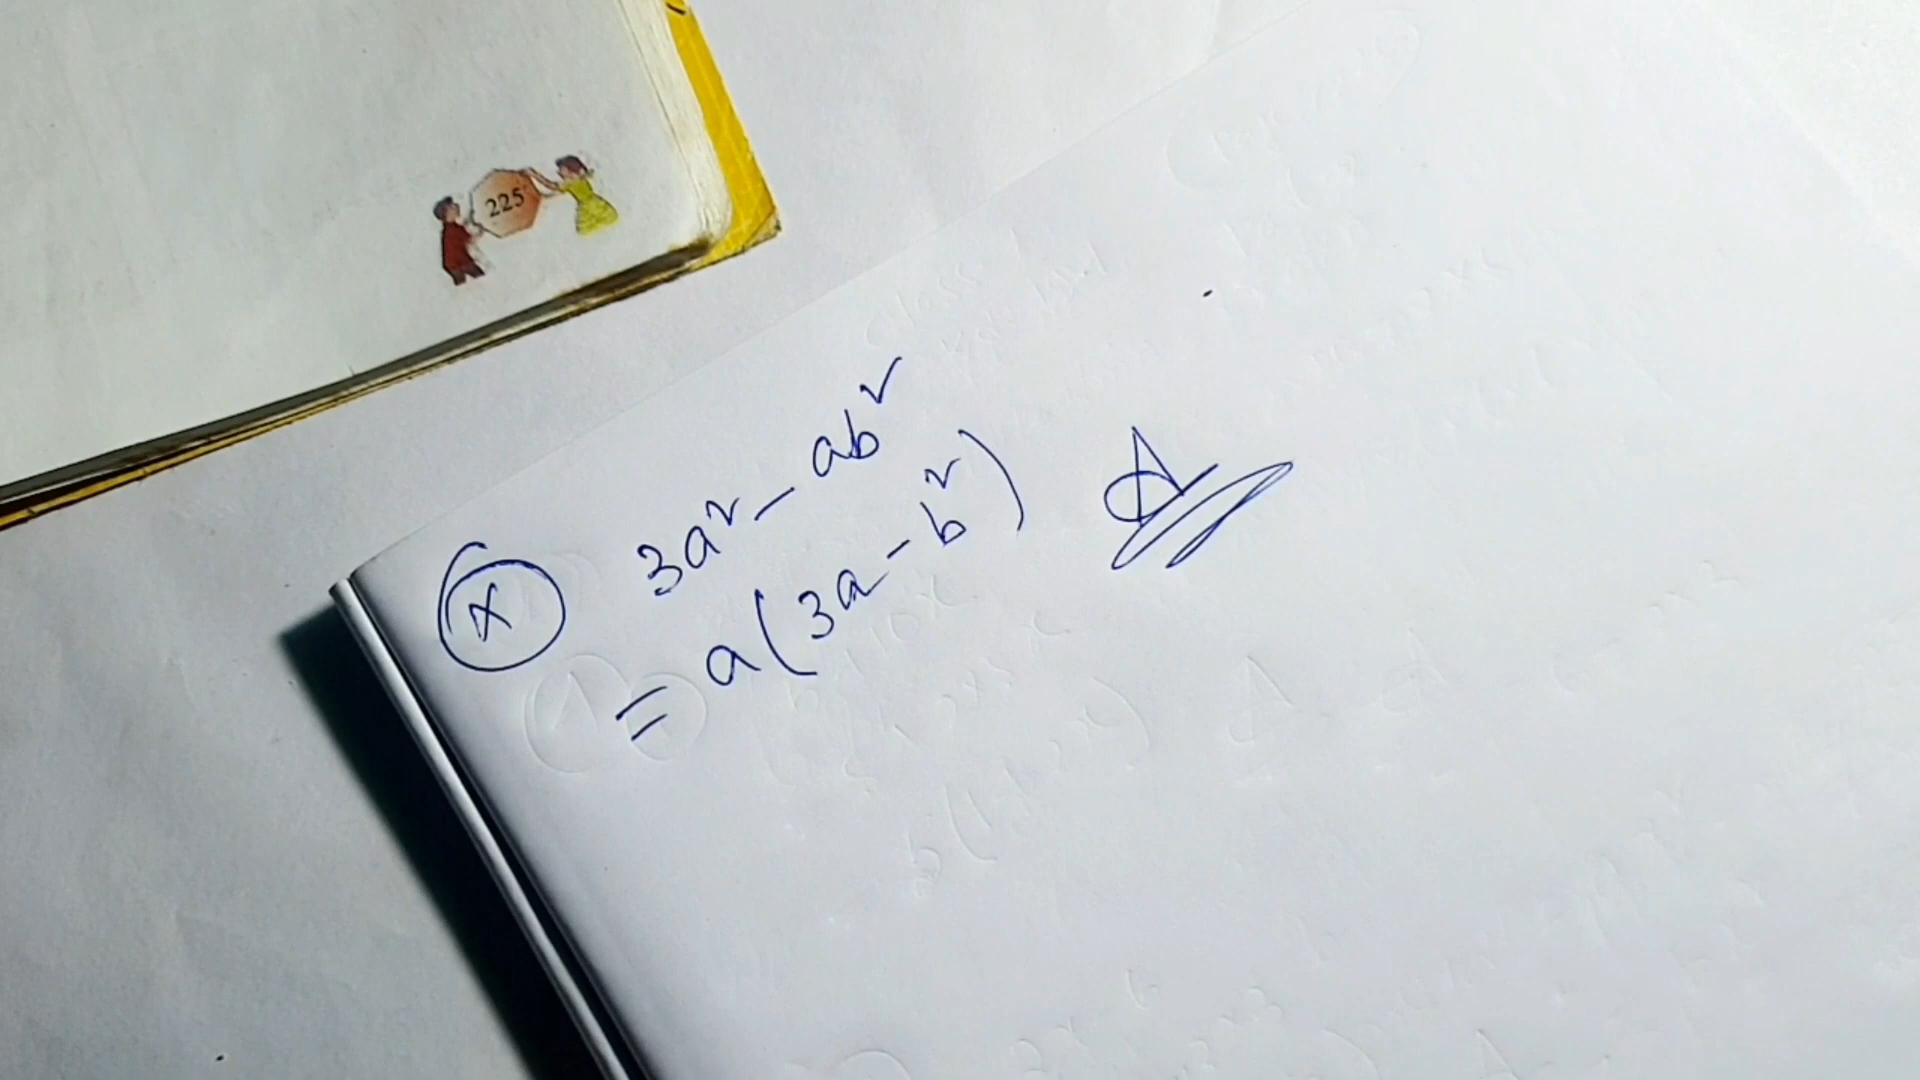 225
(x) 3a² - ab²
= a(3a - b²) A